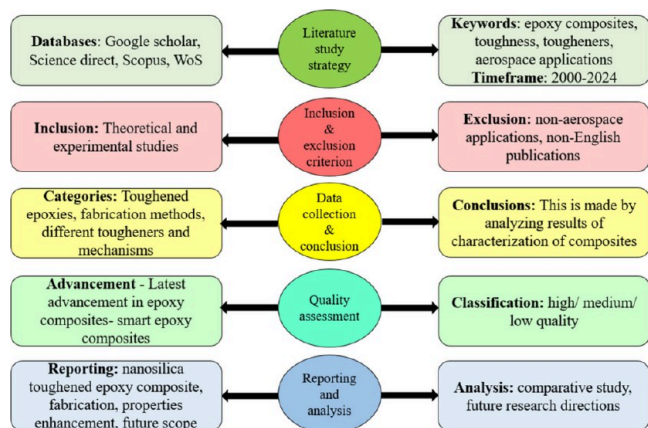 Databases: Google scholar,
Science direct, Scopus, WoS
Literature
study
strategy
Keywords: epoxy composites,
toughness, tougheners,
aerospace applications
Timeframe: 2000-2024
Inclusion: Theoretical and
experimental studies
Inclusion
&
exclusion
criterion
Exclusion: non-aerospace
applications, non-English
publications
Categories: Toughened
epoxies, fabrication methods,
different tougheners and
mechanisms
Data
collection
&
conclusion
Conclusions: This is made by
analyzing results of
characterization of composites
Advancement - Latest
advancement in epoxy
composites- smart epoxy
composites
Quality
assessment
Classification: high/ medium/
low quality
Reporting: nanosilica
toughened epoxy composite,
fabrication, properties
enhancement, future scope
Reporting
and
analysis
Analysis: comparative study,
future research directions